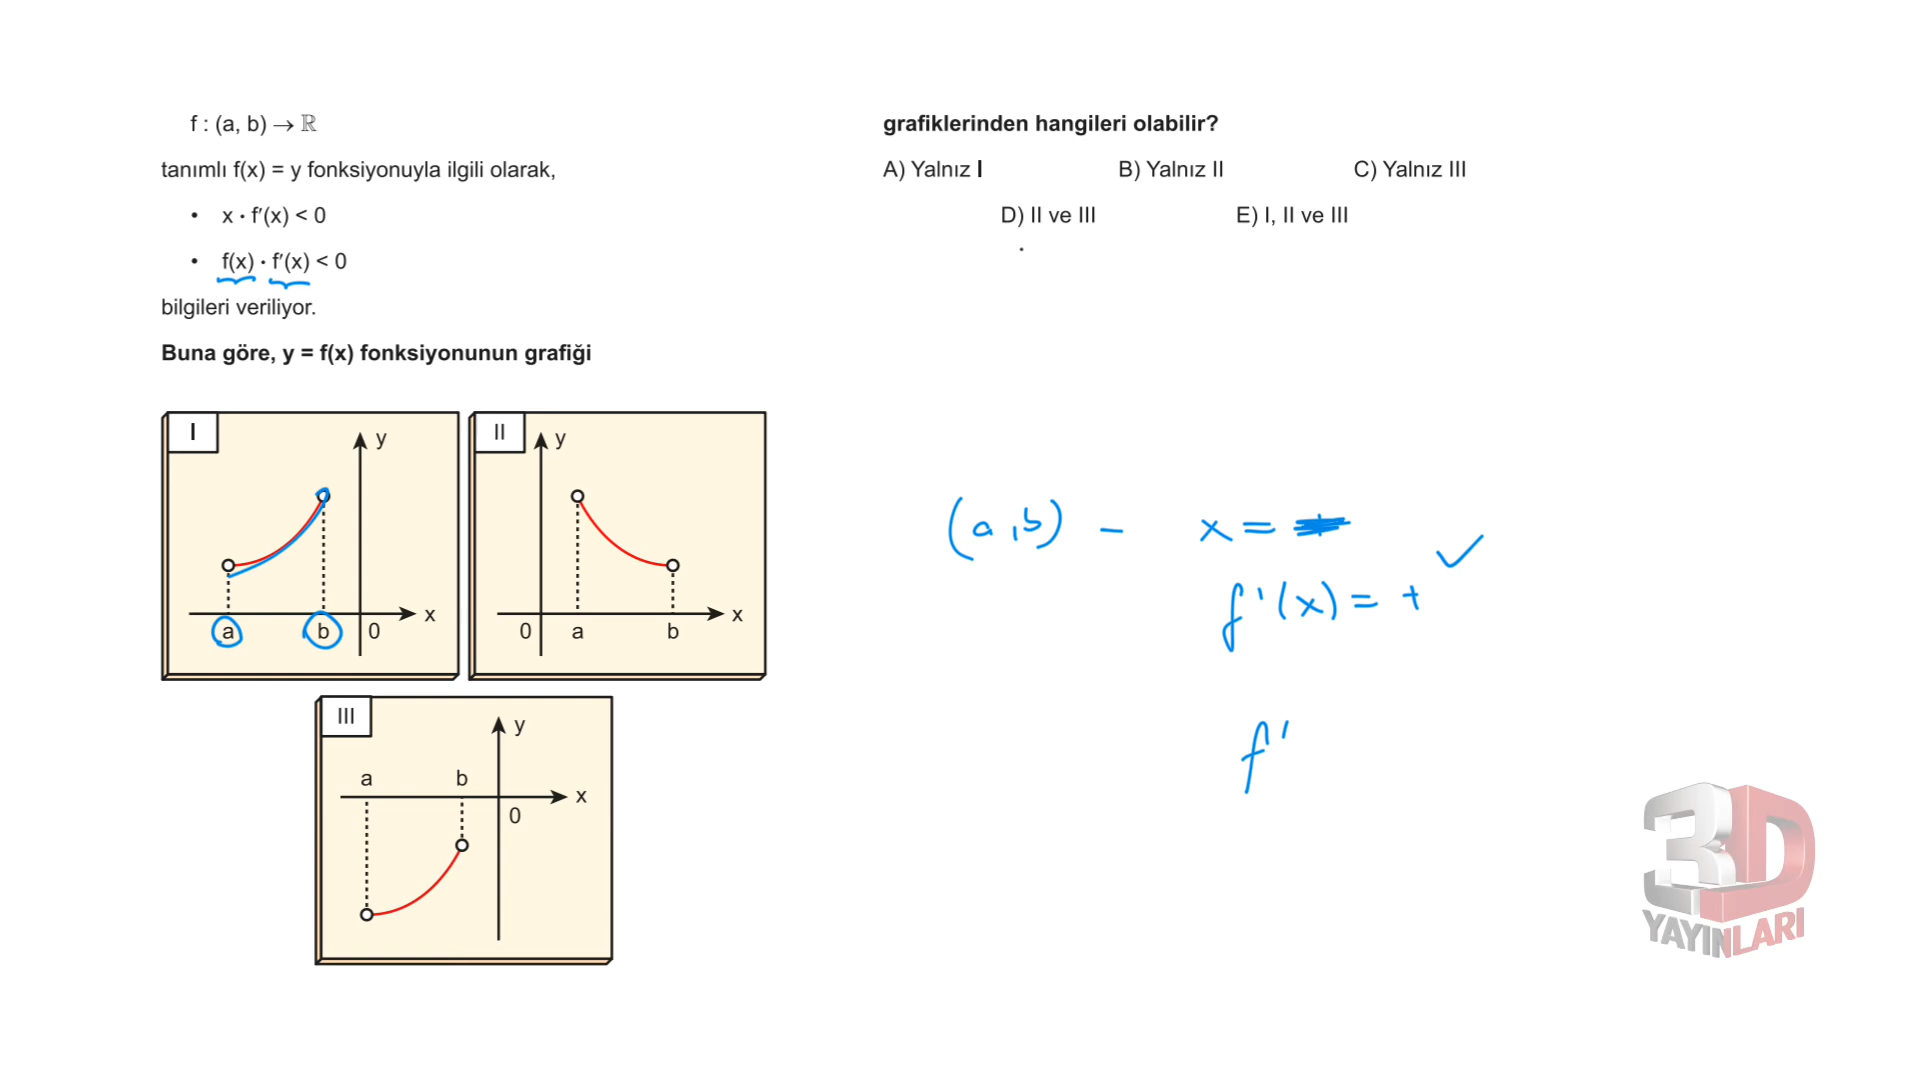 f : (a, b) → ℝ
tanımlı f(x) = y fonksiyonuyla ilgili olarak,
• x · f′(x) < 0
• f(x) · f′(x) < 0
bilgileri veriliyor.
Buna göre, y = f(x) fonksiyonunun grafiği
I
y
x
a
b
0
II
y
x
0
a
b
III
y
a
b
x
0
grafiklerinden hangileri olabilir?
A) Yalnız I B) Yalnız II C) Yalnız III
D) II ve III E) I, II ve III
(a,b) – x =
f'(x) = +
f'
3D
YAYINLARI